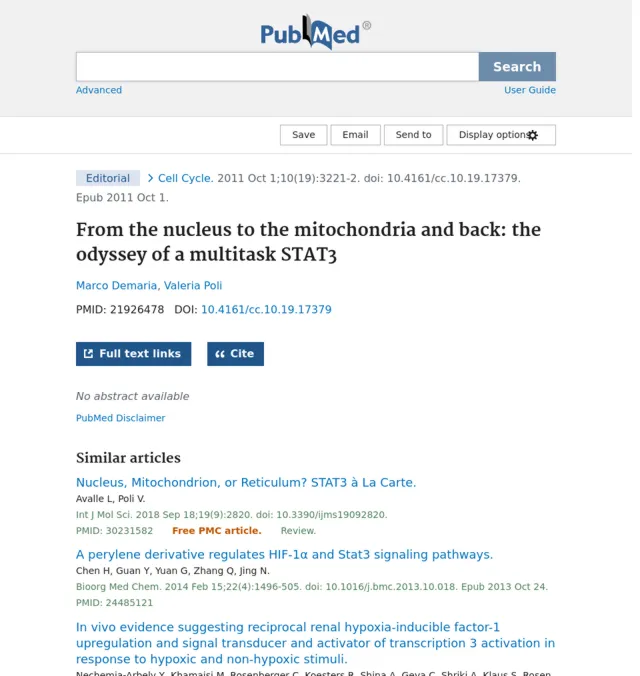 PubMed®
Search
Advanced
User Guide
Save
Email
Send to
Display options
Editorial
Cell Cycle. 2011 Oct 1;10(19):3221-2. doi: 10.4161/cc.10.19.17379.
Epub 2011 Oct 1.
From the nucleus to the mitochondria and back: the
odyssey of a multitask STAT3
Marco Demaria, Valeria Poli
PMID: 21926478 DOI: 10.4161/cc.10.19.17379
Full text links
Cite
No abstract available
PubMed Disclaimer
Similar articles
Nucleus, Mitochondrion, or Reticulum? STAT3 à La Carte.
Avalle L, Poli V.
Int J Mol Sci. 2018 Sep 18;19(9):2820. doi: 10.3390/ijms19092820.
PMID: 30231582 Free PMC article. Review.
A perylene derivative regulates HIF-1α and Stat3 signaling pathways.
Chen H, Guan Y, Yuan G, Zhang Q, Jing N.
Bioorg Med Chem. 2014 Feb 15;22(4):1496-505. doi: 10.1016/j.bmc.2013.10.018. Epub 2013 Oct 24.
PMID: 24485121
In vivo evidence suggesting reciprocal renal hypoxia-inducible factor-1
upregulation and signal transducer and activator of transcription 3 activation in
response to hypoxic and non-hypoxic stimuli.
Nechemia-Arbely Y, Khamaisi M, Rosenberger C, Koesters R, Shina A, Geva C, Shriki A, Klaus S, Rosen